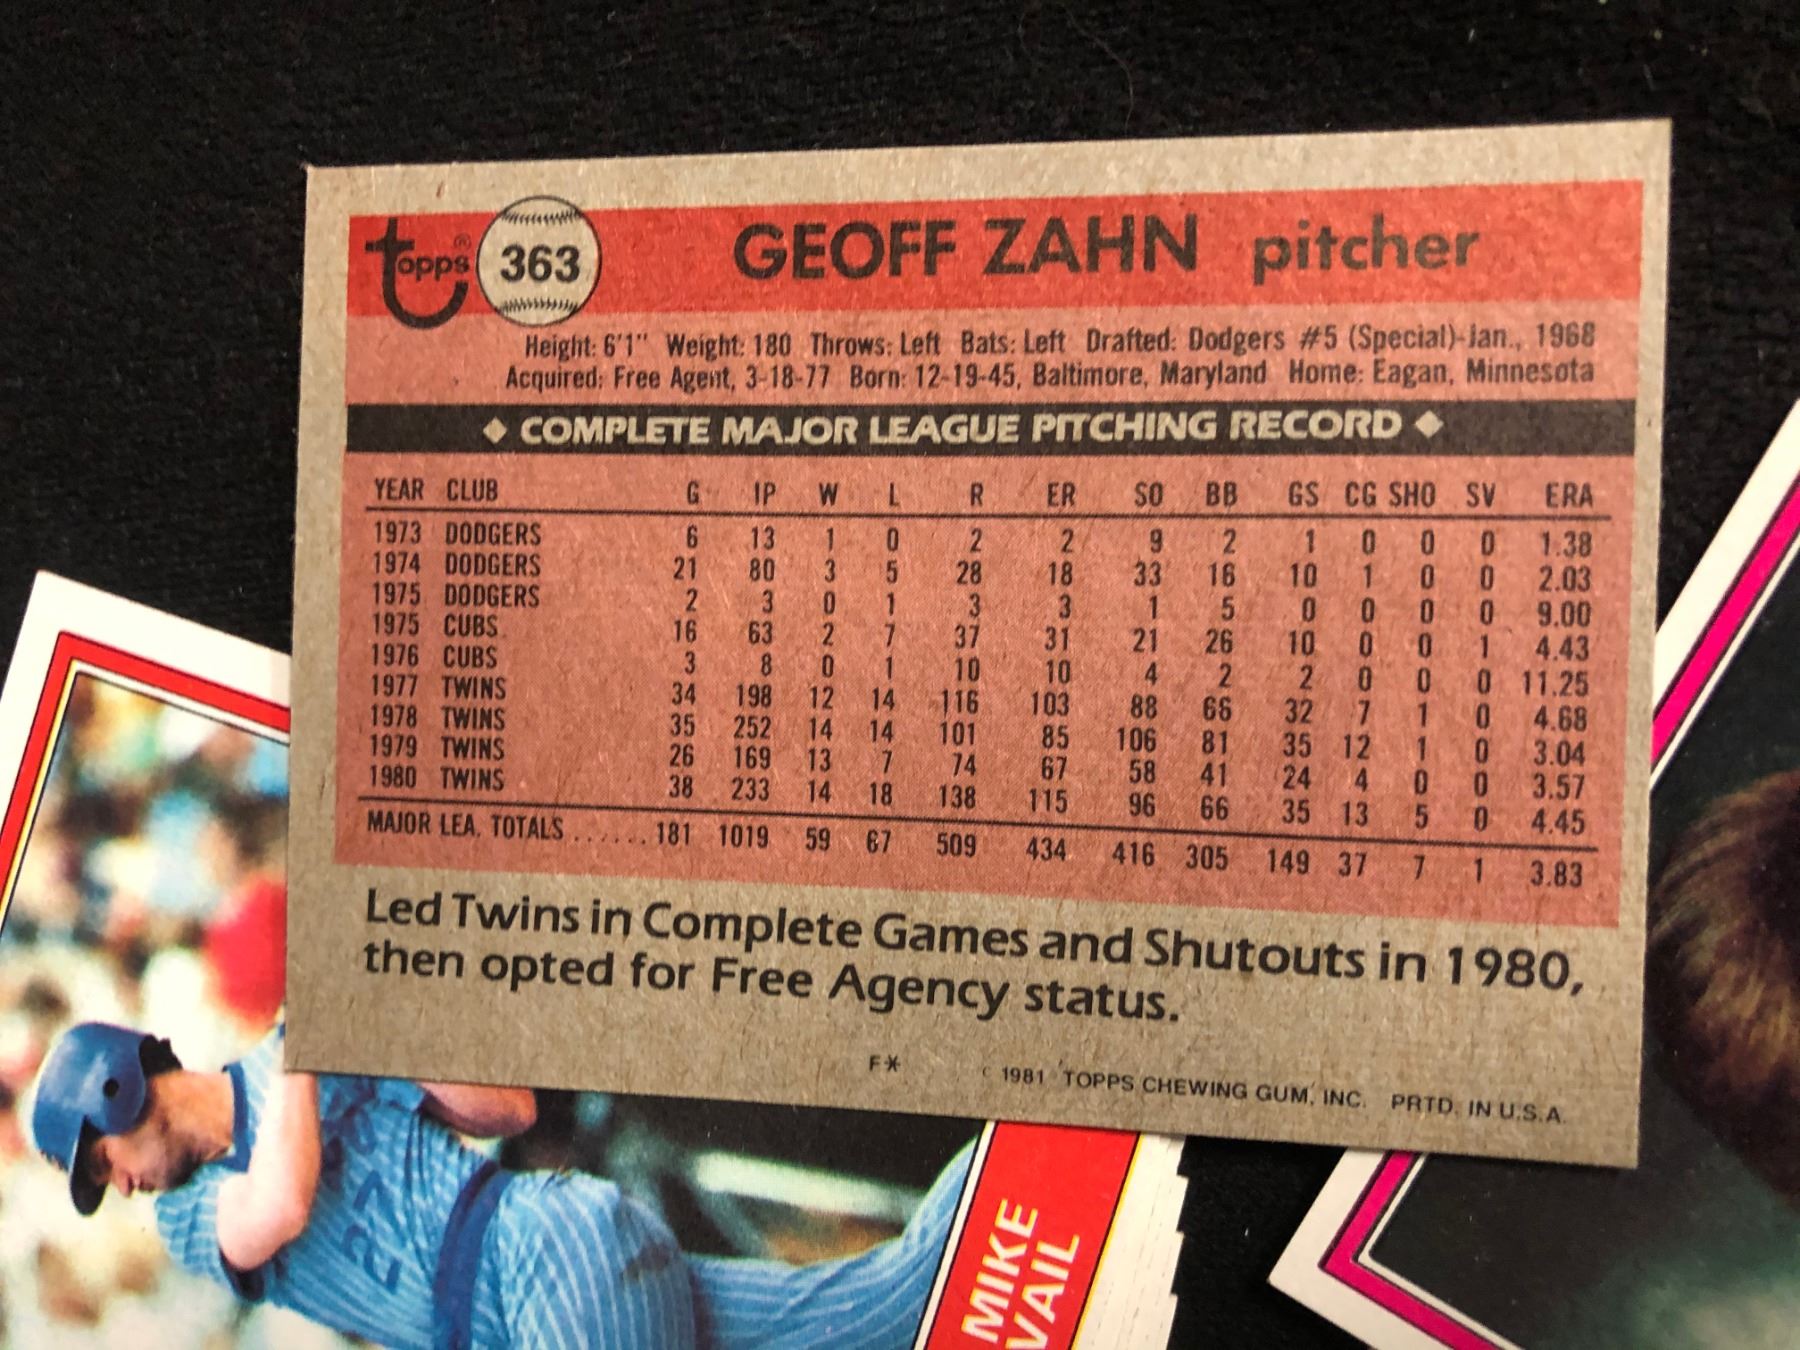 Topps® 363 GEOFF ZAHN pitcher
Height: 6'1" Weight: 180 Throws: Left Bats: Left Drafted: Dodgers #5 (Special)-Jan., 1968
Acquired: Free Agent, 3-18-77 Born: 12-19-45, Baltimore, Maryland Home: Eagan, Minnesota
◆ COMPLETE MAJOR LEAGUE PITCHING RECORD ◆
YEAR CLUB G IP W L R ER SO BB GS CG SHO SV ERA
1973 DODGERS 6 13 1 0 2 2 9 2 1 0 0 0 1.38
1974 DODGERS 21 80 3 5 28 18 33 16 10 1 0 0 2.03
1975 DODGERS 2 3 0 1 3 3 1 5 0 0 0 0 9.00
1975 CUBS 16 63 2 7 37 31 21 26 10 0 0 1 4.43
1976 CUBS 3 8 0 1 10 10 4 2 2 0 0 0 11.25
1977 TWINS 34 198 12 14 116 103 88 66 32 7 1 0 4.68
1978 TWINS 35 252 14 14 101 85 106 81 35 12 1 0 3.04
1979 TWINS 26 169 13 7 74 67 58 41 24 4 0 0 3.57
1980 TWINS 38 233 14 18 138 115 96 66 35 13 5 0 4.45
MAJOR LEA. TOTALS ...... 181 1019 59 67 509 434 416 305 149 37 7 1 3.83
Led Twins in Complete Games and Shutouts in 1980,
then opted for Free Agency status.
F* © 1981 TOPPS CHEWING GUM, INC. PRTD. IN U.S.A.
27
MIKE
VAIL